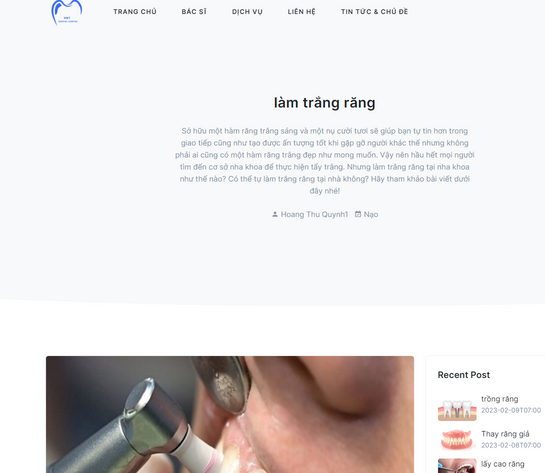 TRANG CHỦ BÁC SĨ DỊCH VỤ LIÊN HỆ TIN TỨC & CHỦ ĐỀ
làm trắng răng
Sở hữu một hàm răng trắng sáng và một nụ cười tươi sẽ giúp bạn tự tin hơn trong
giao tiếp cũng như tạo được ấn tượng tốt khi gặp gỡ người khác thế nhưng không
phải ai cũng có một hàm răng trắng đẹp như mong muốn. Vậy nên hầu hết mọi người
tìm đến cơ sở nha khoa để thực hiện tẩy trắng. Nhưng làm trắng răng tại nha khoa
như thế nào? Có thể tự làm trắng răng tại nhà không? Hãy tham khảo bài viết dưới
đây nhé!
Hoang Thu Quynh1 Nạo
Recent Post
trồng răng
2023-02-09T07:00
Thay răng giả
2023-02-08T07:00
lấy cao răng